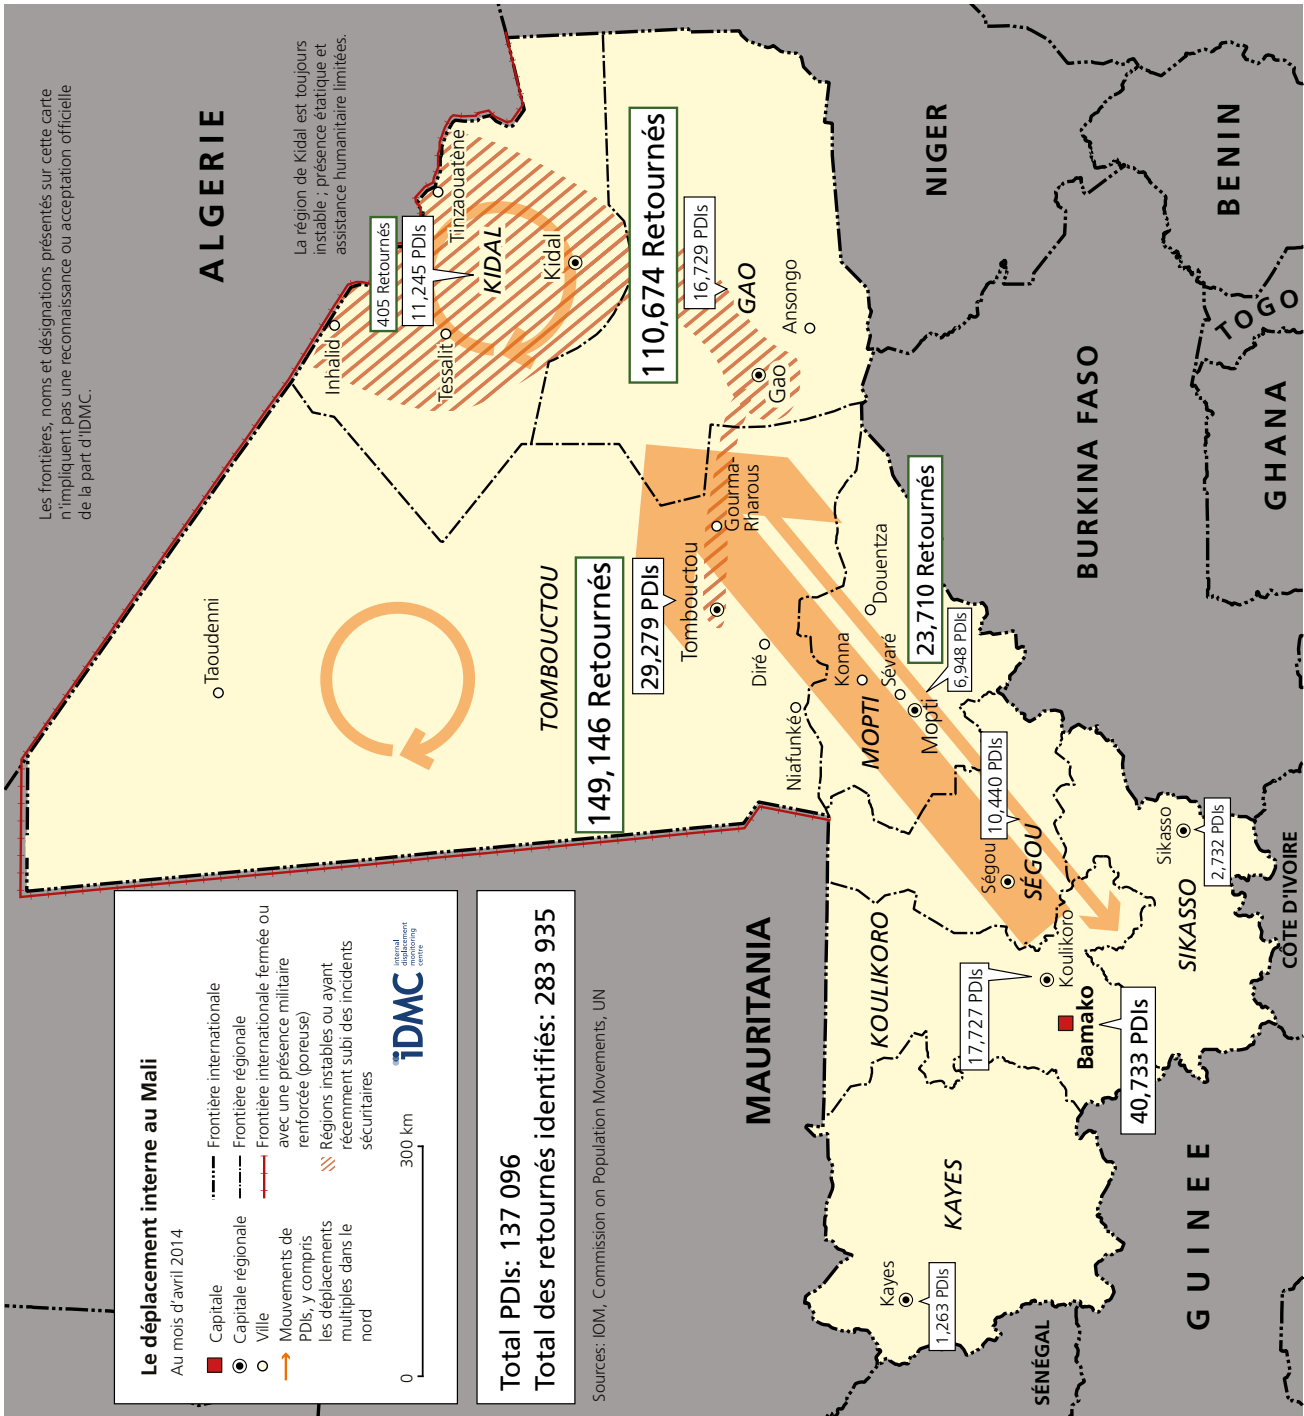 Les frontières, noms et désignations présentés sur cette carte
n'impliquent pas une reconnaissance ou acceptation officielle
de la part d'IDMC.
ALGERIE
La région de Kidal est toujours
instable ; présence étatique et
assistance humanitaire limitées.
Taoudenni
Inhalid
405 Retournés
11,245 PDIs
Tinzaouatène
Tessalit
KIDAL
Kidal
TOMBOUCTOU
149,146 Retournés
29,279 PDIs
Tombouctou
Gourma-
Rharous
Diré
Niafunké
110,674 Retournés
16,729 PDIs
GAO
Gao
Ansongo
NIGER
Konna
Douentza
Sévaré
MOPTI
Mopti
23,710 Retournés
6,948 PDIs
10,440 PDIs
Ségou
SÉGOU
Sikasso
2,732 PDIs
SIKASSO
MAURITANIA
KOULIKORO
17,727 PDIs
Koulikoro
Bamako
40,733 PDIs
KAYES
Kayes
1,263 PDIs
SÉNÉGAL
GUINEE
CÔTE D'IVOIRE
BURKINA FASO
GHANA
TOGO
BENIN
Le déplacement interne au Mali
Au mois d'avril 2014
Capitale
Capitale régionale
Ville
Mouvements de
PDIs, y compris
les déplacements
multiples dans le
nord
Frontière internationale
Frontière régionale
Frontière internationale fermée ou
avec une présence militaire
renforcée (poreuse)
Régions instables ou ayant
récemment subi des incidents
sécuritaires
0
300 km
iDMC
internal
displacement
monitoring
centre
Total PDIs: 137 096
Total des retournés identifiés: 283 935
Sources: IOM, Commission on Population Movements, UN